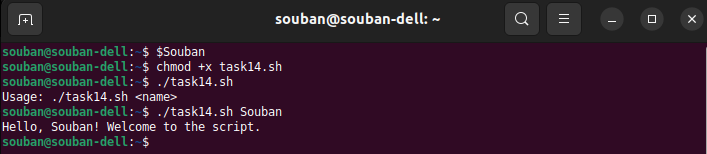 souban@souban-dell: ~
souban@souban-dell:~$ $Souban
souban@souban-dell:~$ chmod +x task14.sh
souban@souban-dell:~$ ./task14.sh
Usage: ./task14.sh <name>
souban@souban-dell:~$ ./task14.sh Souban
Hello, Souban! Welcome to the script.
souban@souban-dell:~$